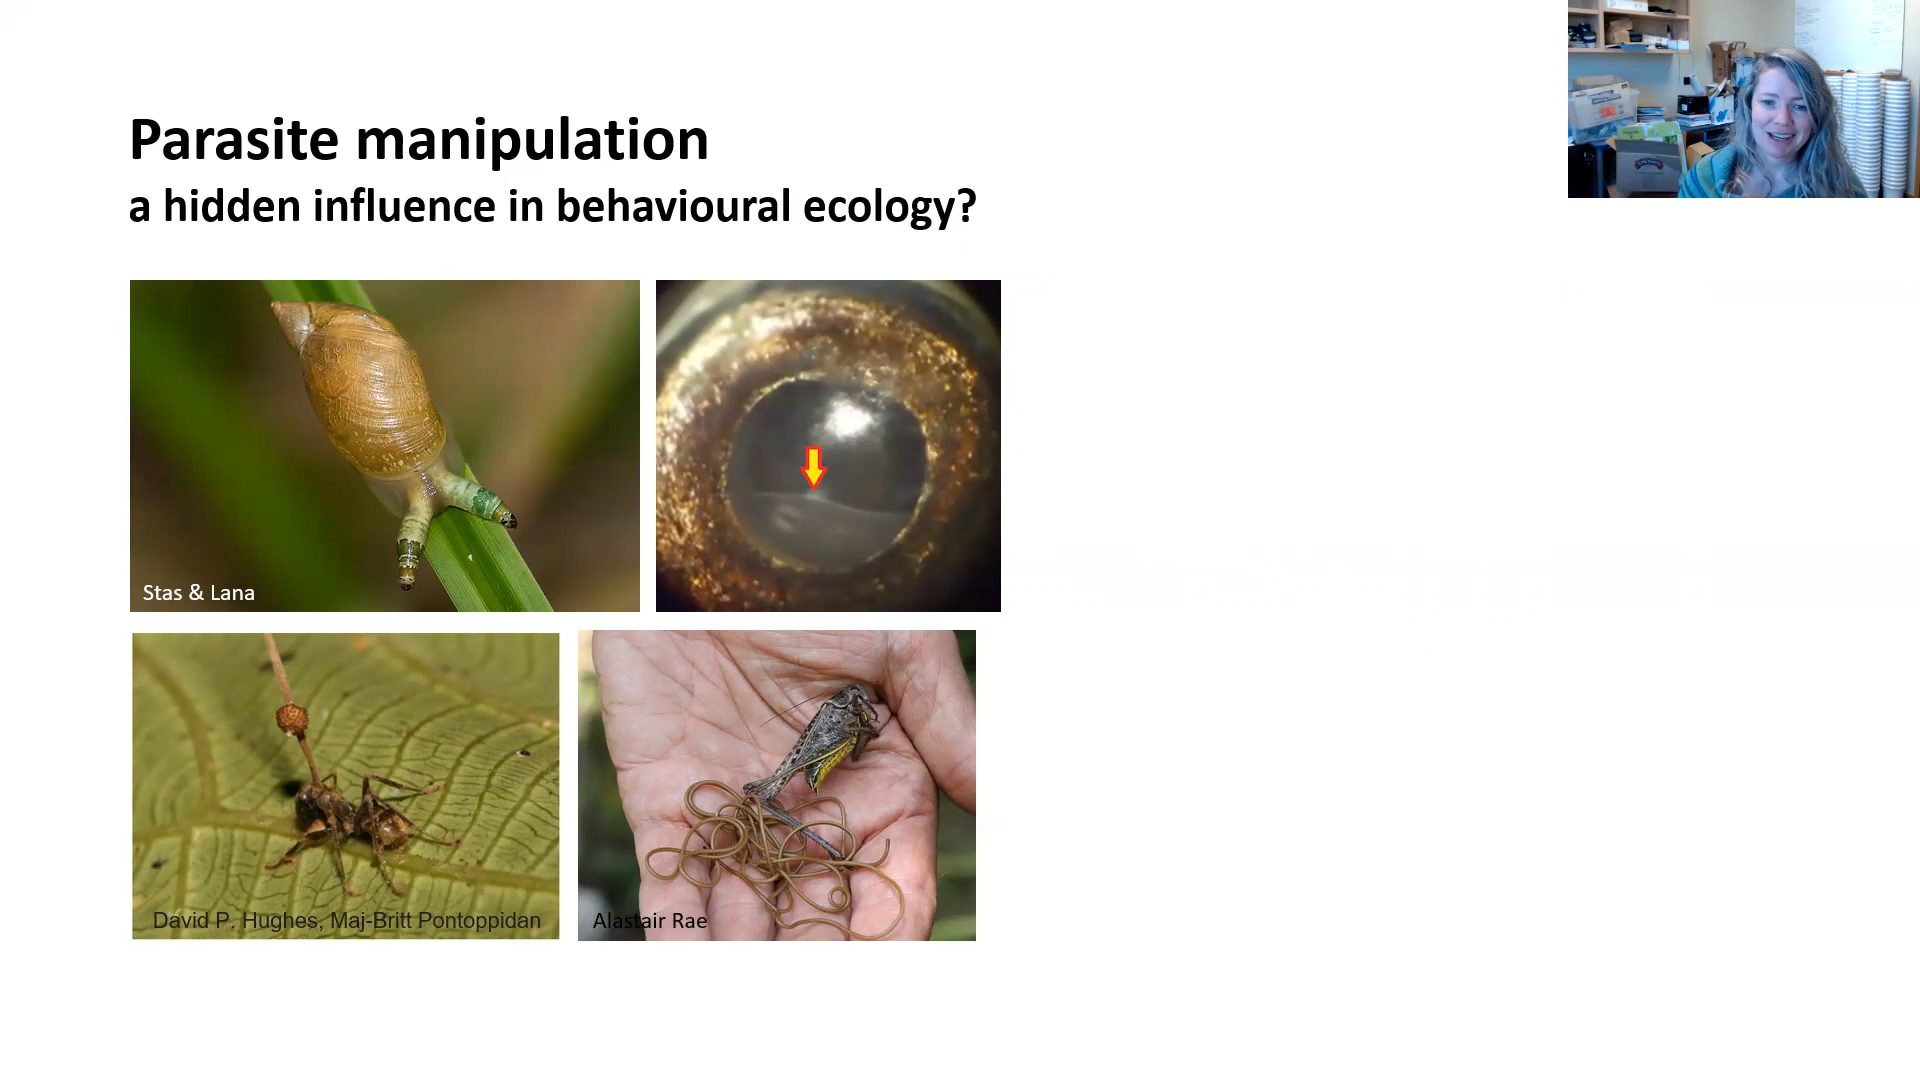 Parasite manipulation
a hidden influence in behavioural ecology?
Stas & Lana
David P. Hughes, Maj-Britt Pontoppidan
Alastair Rae